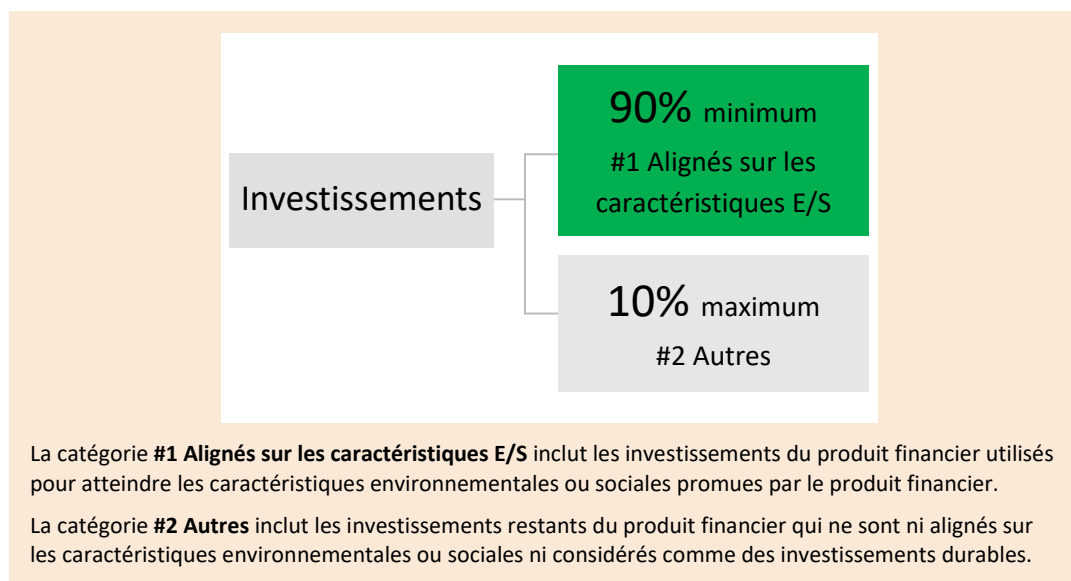 Investissements
90% minimum
#1 Alignés sur les
caractéristiques E/S
10% maximum
#2 Autres
La catégorie #1 Alignés sur les caractéristiques E/S inclut les investissements du produit financier utilisés
pour atteindre les caractéristiques environnementales ou sociales promues par le produit financier.
La catégorie #2 Autres inclut les investissements restants du produit financier qui ne sont ni alignés sur
les caractéristiques environnementales ou sociales ni considérés comme des investissements durables.